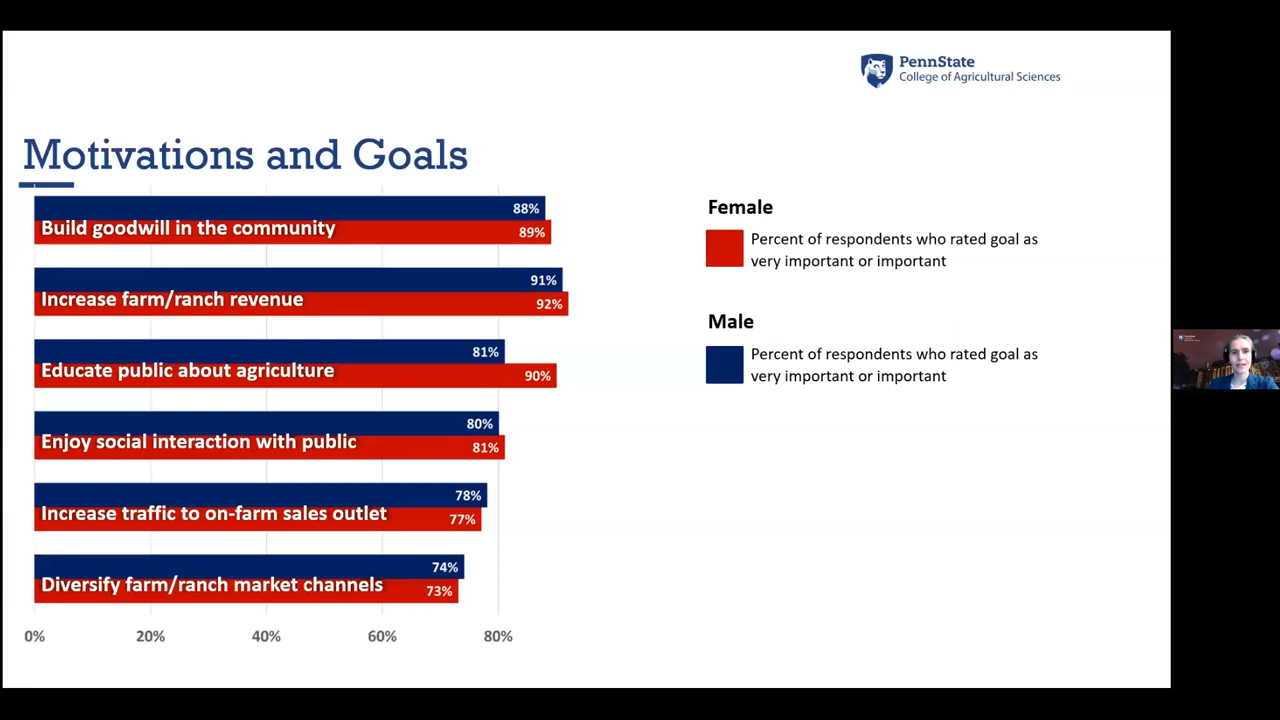 PennState
College of Agricultural Sciences
Motivations and Goals
88%
Build goodwill in the community
89%
91%
Increase farm/ranch revenue
92%
81%
Educate public about agriculture
90%
80%
Enjoy social interaction with public
81%
78%
Increase traffic to on-farm sales outlet
77%
74%
Diversify farm/ranch market channels
73%
0%
20%
40%
60%
80%
Female
Percent of respondents who rated goal as
very important or important
Male
Percent of respondents who rated goal as
very important or important